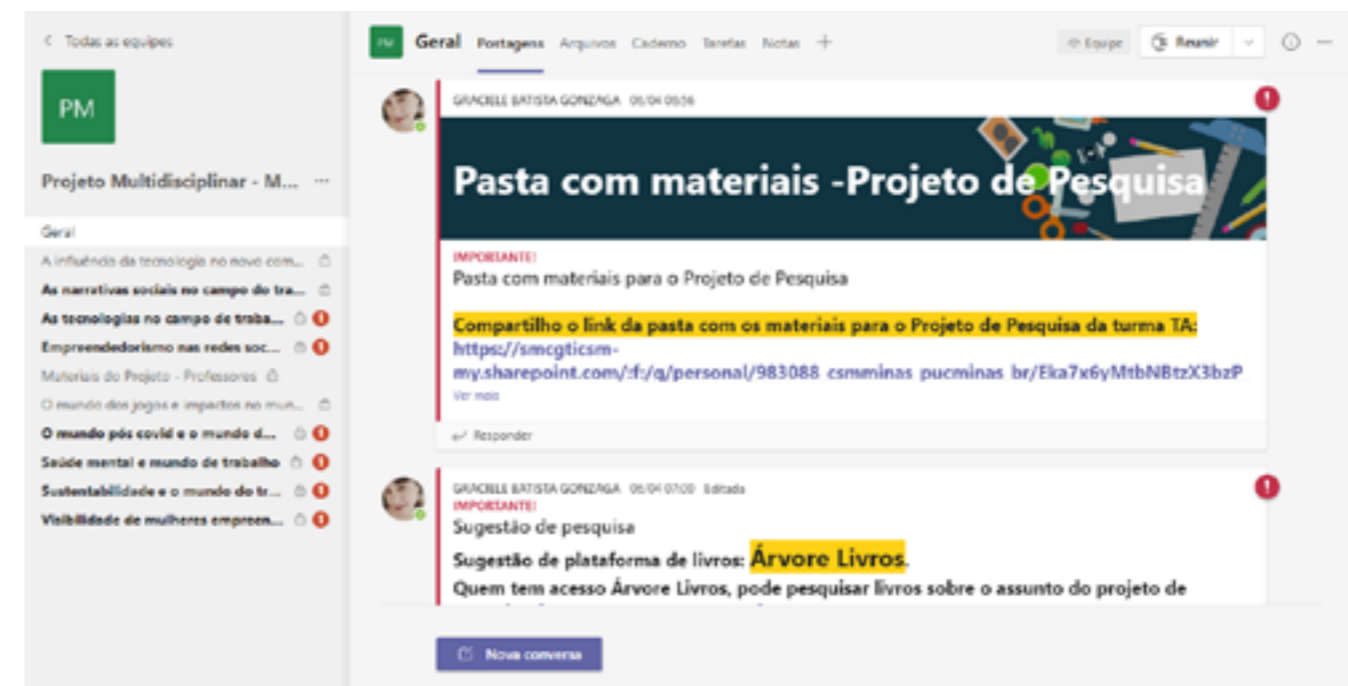 Todas as equipes
PM
Projeto Multidisciplinar - M... ...
Geral
A influência da tecnologia no novo com...
As narrativas sociais no campo do tra...
As tecnologias no campo de traba...
Empreendedorismo nas redes soc...
Materiais do Projeto - Professores
O mundo dos jogos e impactos no mun...
O mundo pós covid e o mundo d...
Saúde mental e mundo de trabalho
Sustentabilidade e o mundo do tr...
Visibilidade de mulheres empreen...
PM Geral Postagens Arquivos Caderno Tarefas Notas +
Equipe Reunir
GRACIELE BATISTA GONZAGA 06/04 06:56
Pasta com materiais -Projeto de Pesquisa
IMPORTANTE!
Pasta com materiais para o Projeto de Pesquisa
Compartilho o link da pasta com os materiais para o Projeto de Pesquisa da turma TA:
https://smcgticsm-
my.sharepoint.com/:f:/g/personal/983088_csmminas_pucminas_br/Eka7x6yMtbNBtzX3bzP
Ver mais
Responder
GRACIELE BATISTA GONZAGA 06/04 07:00 Editada
IMPORTANTE!
Sugestão de pesquisa
Sugestão de plataforma de livros: Árvore Livros.
Quem tem acesso Árvore Livros, pode pesquisar livros sobre o assunto do projeto de
Nova conversa